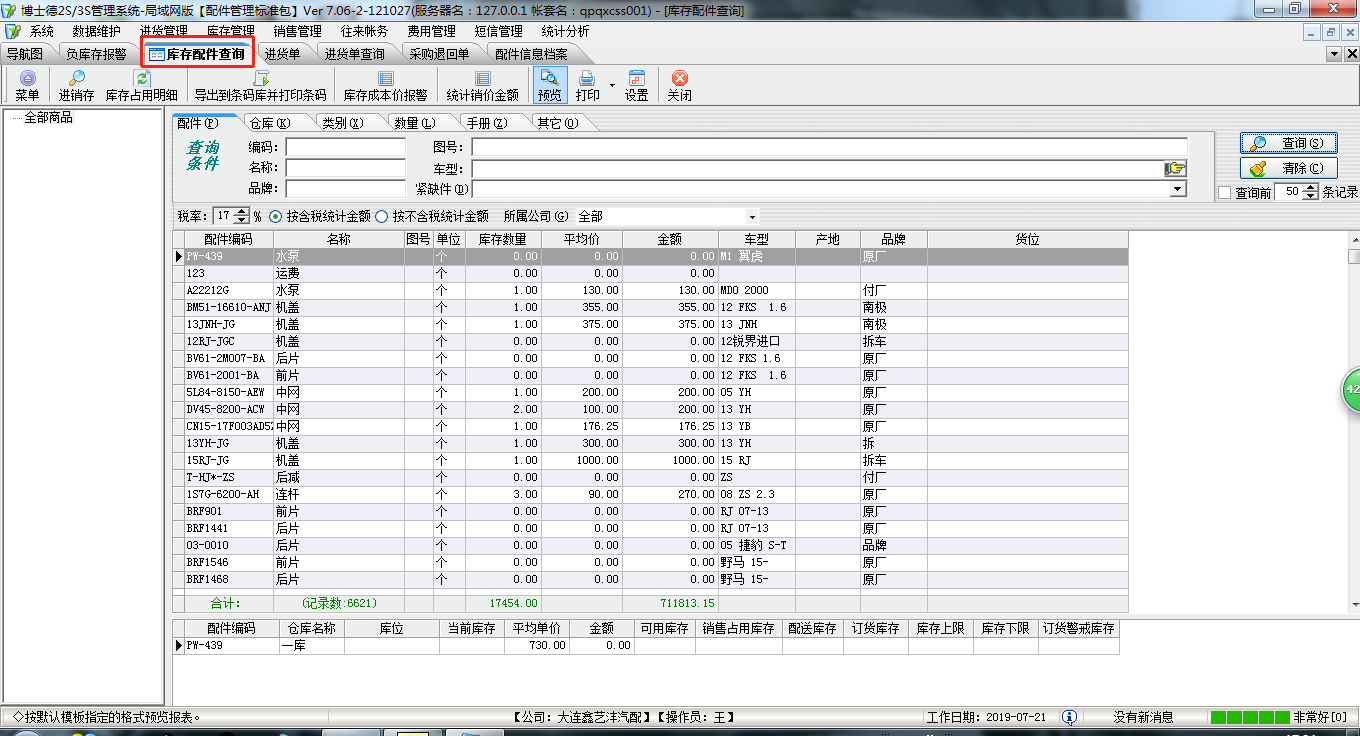 博士德2S/3S管理系统-局域网版【配件管理标准包】Ver 7.06-2-121027(服务器名：127.0.0.1 帐套名：qpqxcss001) - [库存配件查询]
系统 数据维护 进货管理 库存管理 销售管理 往来帐务 费用管理 短信管理 统计分析
导航图 负库存报警 库存配件查询 进货单 进货单查询 采购退回单 配件信息档案
菜单 进销存 库存占用明细 导出到条码库并打印条码 库存成本价报警 统计销价金额 预览 打印 设置 关闭
全部商品
配件(P) 仓库(K) 类别(X) 数量(L) 手册(Z) 其它(O)
查询条件
编码： 图号： 查询(S)
名称： 车型： 清除(C)
品牌： 紧缺件(D) 查询前 50 条记录
税率： 17 % 按含税统计金额 按不含税统计金额 所属公司(G) 全部
配件编码 名称 图号 单位 库存数量 平均价 金额 车型 产地 品牌 货位
PW-439 水泵 个 0.00 0.00 0.00 M1 翼虎 原厂
123 运费 个 0.00 0.00 0.00
A22212G 水泵 个 1.00 130.00 130.00 MDO 2000 付厂
BM51-16610-ANJ 机盖 个 1.00 355.00 355.00 12 FKS 1.6 南极
13JNH-JG 机盖 个 1.00 375.00 375.00 13 JNH 南极
12RJ-JGC 机盖 个 0.00 0.00 0.00 12锐界进口 拆车
BV61-2M007-BA 后片 个 0.00 0.00 0.00 12 FKS 1.6 原厂
BV61-2001-BA 前片 个 0.00 0.00 0.00 12 FKS 1.6 原厂
5L84-8150-AEW 中网 个 1.00 200.00 200.00 05 YH 原厂
DV45-8200-ACW 中网 个 2.00 100.00 200.00 13 YH 原厂
CN15-17F003AD5Z 中网 个 1.00 176.25 176.25 13 YB 原厂
13YH-JG 机盖 个 1.00 300.00 300.00 13 YH 拆
15RJ-JG 机盖 个 1.00 1000.00 1000.00 15 RJ 拆车
T-HJ*-ZS 后减 个 0.00 0.00 0.00 ZS 付厂
1S7G-6200-AH 连杆 个 3.00 90.00 270.00 08 ZS 2.3 原厂
BRF901 前片 个 0.00 0.00 0.00 RJ 07-13 原厂
BRF1441 后片 个 0.00 0.00 0.00 RJ 07-13 原厂
03-0010 后片 个 0.00 0.00 0.00 05 捷豹 S-T 品牌
BRF1546 前片 个 0.00 0.00 0.00 野马 15- 原厂
BRF1468 后片 个 0.00 0.00 0.00 野马 15- 原厂
合计： (记录数:6621) 17454.00 711813.15
配件编码 仓库名称 库位 当前库存 平均单价 金额 可用库存 销售占用库存 配送库存 订货库存 库存上限 库存下限 订货警戒库存
PW-439 一库 730.00 0.00
42
◇按默认模板指定的格式预览报表。 【公司：大连鑫艺沣汽配】【操作员：王】 工作日期：2019-07-21 没有新消息 非常好[0]